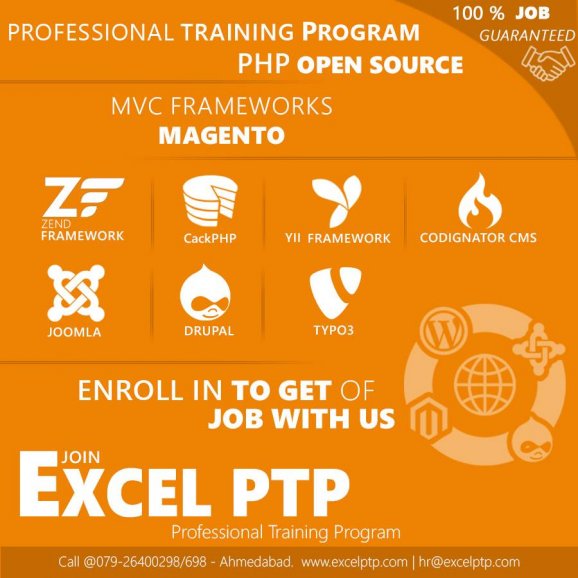 100 % JOB
GUARANTEED
PROFESSIONAL TRAINING PROGRAM
PHP OPEN SOURCE
MVC FRAMEWORKS
MAGENTO
ZF
ZEND
FRAMEWORK
CackPHP
YII FRAMEWORK
CODIGNATOR CMS
JOOMLA
DRUPAL
TYPO3
ENROLL IN TO GET OF
JOB WITH US
JOIN
EXCEL PTP
Professional Training Program
Call @079-26400298/698 - Ahmedabad. www.excelptp.com | hr@excelptp.com